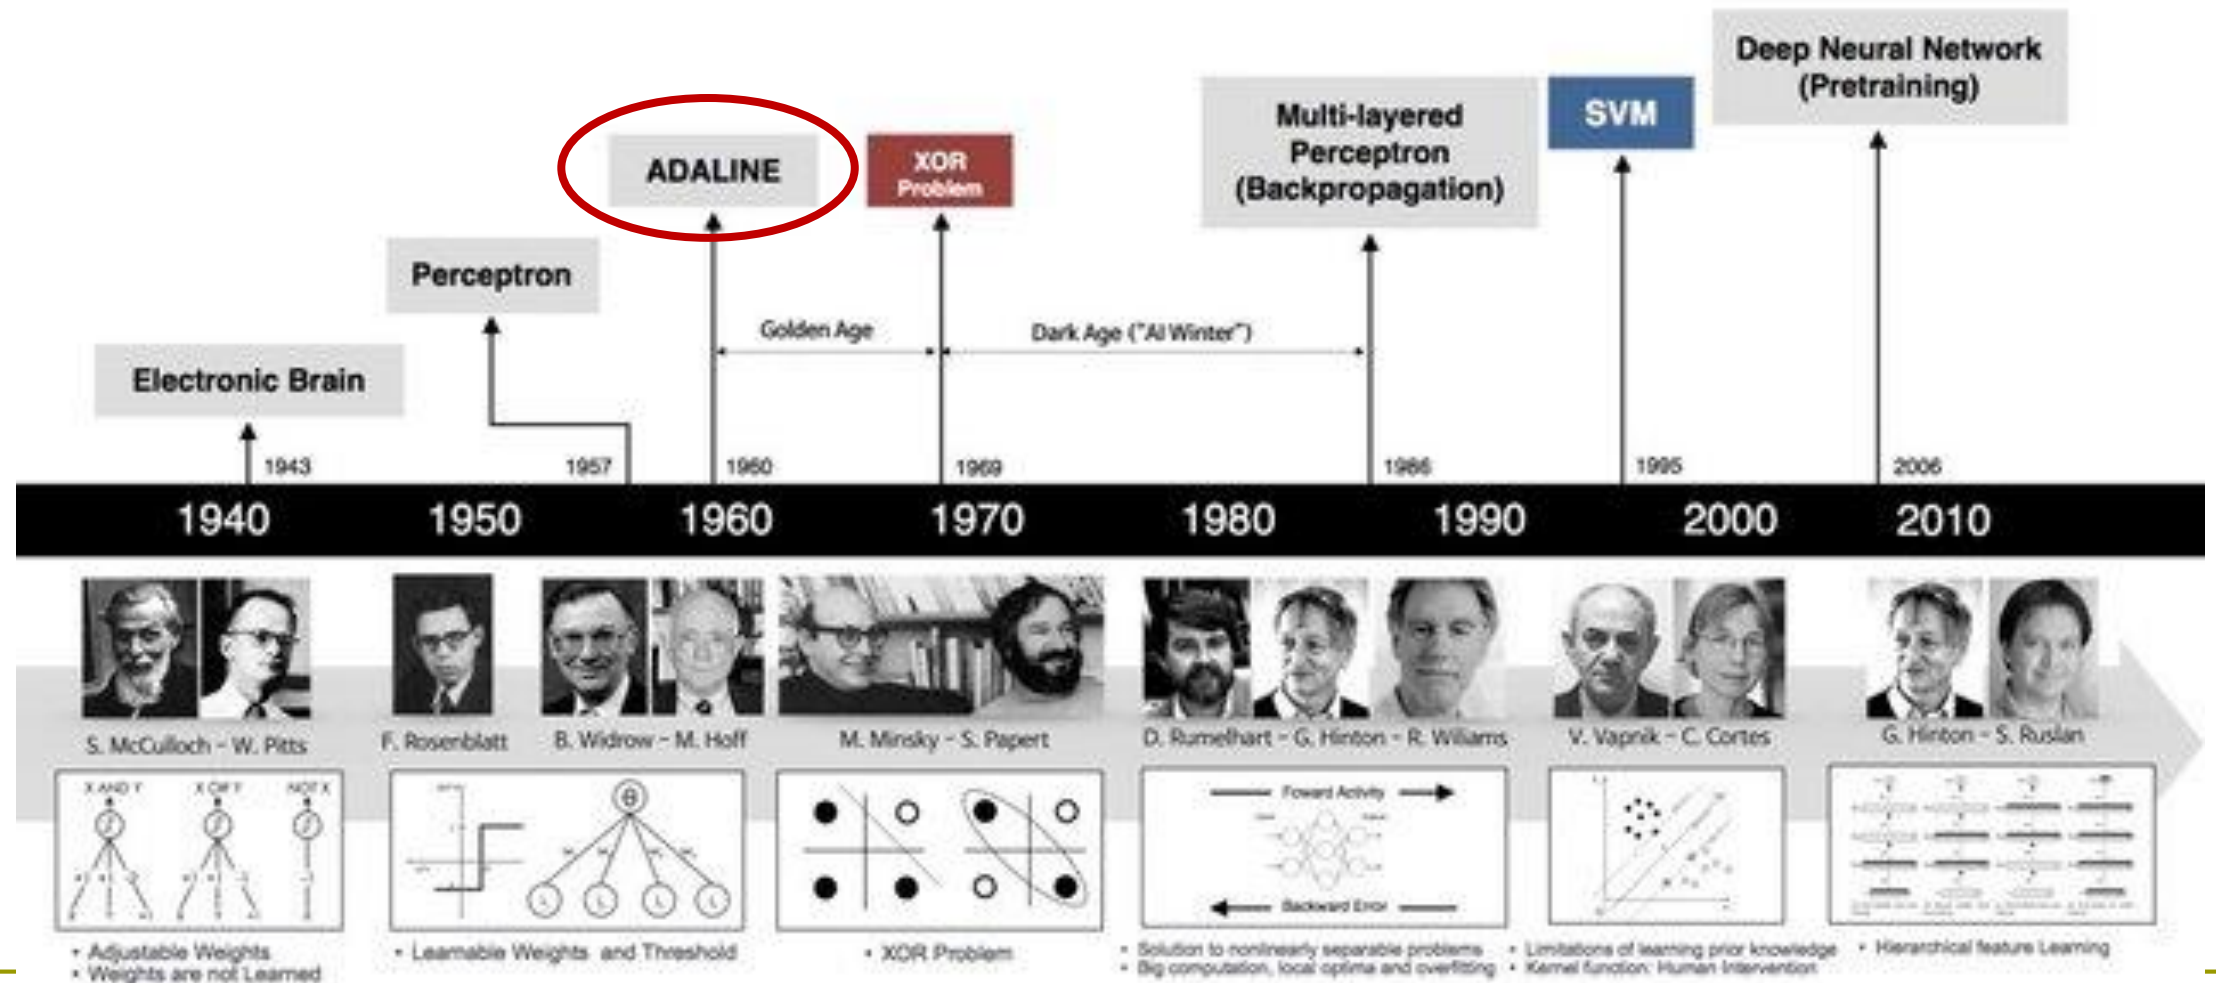 Deep Neural Network
(Pretraining)
Multi-layered
Perceptron
(Backpropagation)
SVM
ADALINE
XOR
Problem
Perceptron
Golden Age
Dark Age ("AI Winter")
Electronic Brain
1943
1957
1960
1969
1986
1995
2006
1940 1950 1960 1970 1980 1990 2000 2010
S. McCulloch – W. Pitts
F. Rosenblatt
B. Widrow – M. Hoff
M. Minsky – S. Papert
D. Rumelhart – G. Hinton – R. Wiliams
V. Vapnik – C. Cortes
G. Hinton – S. Ruslan
X AND Y
X OR Y
NOT X
θ
Foward Activity
Backward Error
• Adjustable Weights
• Weights are not Learned
• Learnable Weights and Threshold
• XOR Problem
• Solution to nonlinearly separable problems
• Big computation, local optima and overfitting
• Limitations of learning prior knowledge
• Kernel function: Human Intervention
• Hierarchical feature Learning